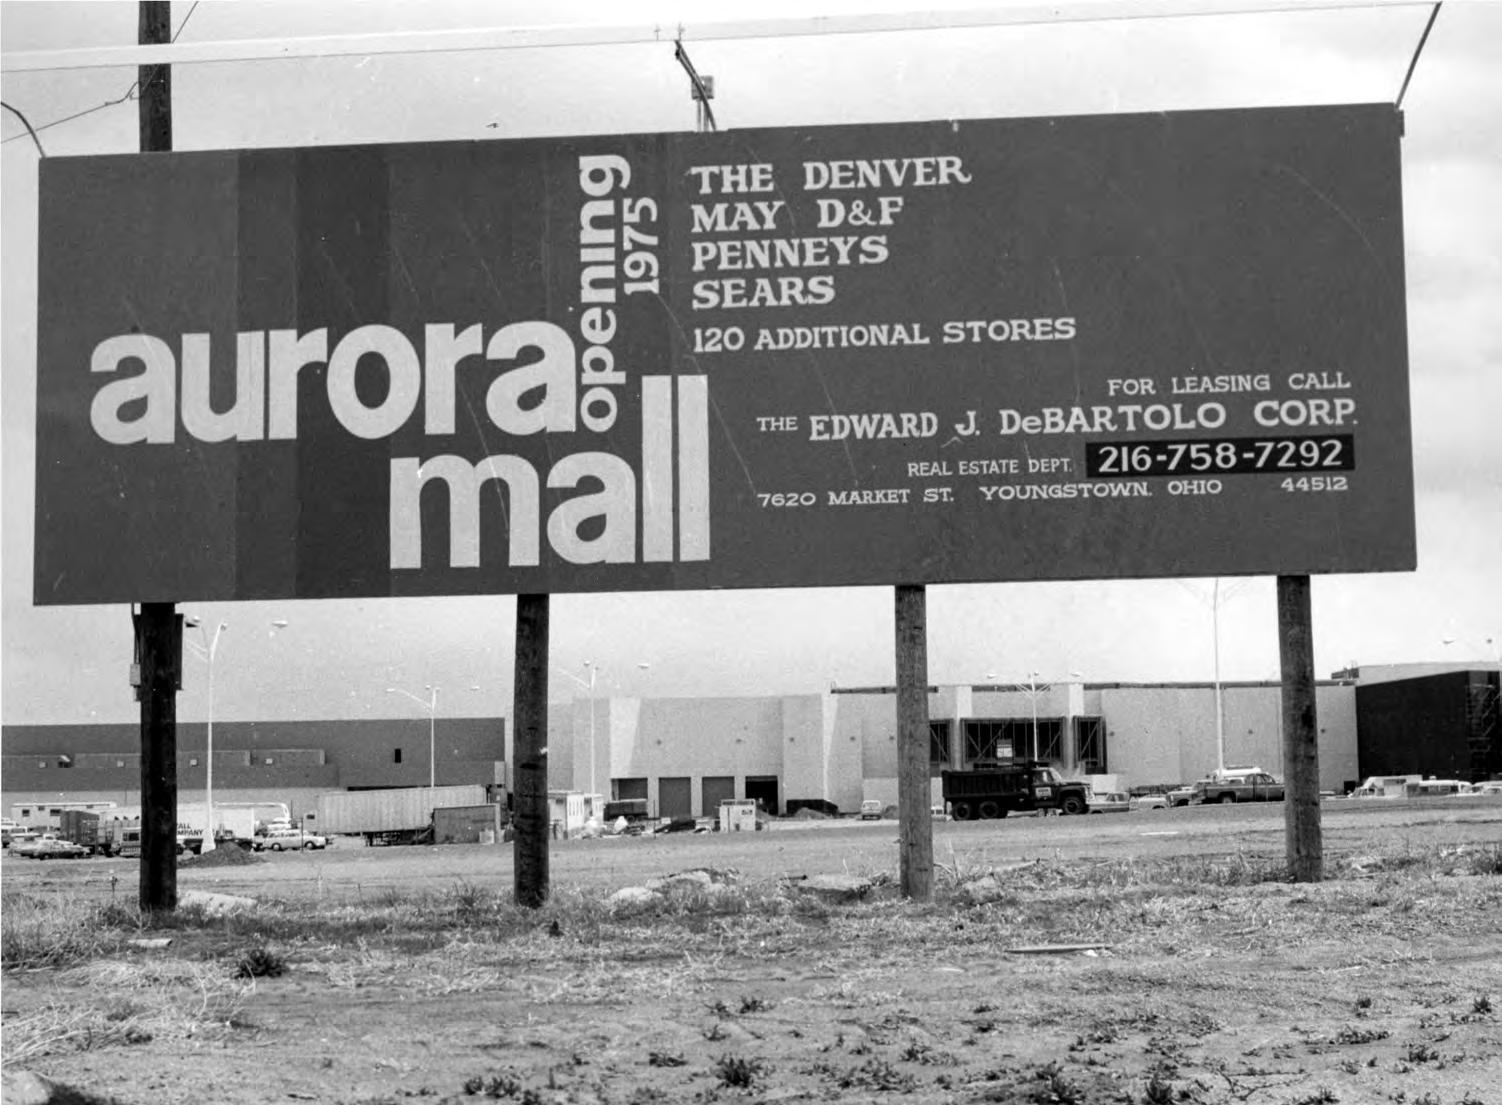 aurora
mall
opening
1975
THE DENVER
MAY D&F
PENNEYS
SEARS
120 ADDITIONAL STORES
FOR LEASING CALL
THE EDWARD J. DeBARTOLO CORP.
REAL ESTATE DEPT. 216-758-7292
7620 MARKET ST. YOUNGSTOWN. OHIO 44512